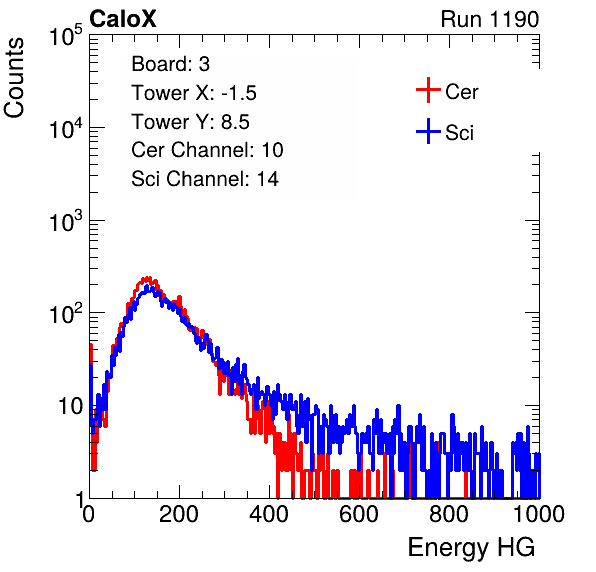 CaloX Run 1190
Counts
10^5
10^4
10^3
10^2
10
1
Board: 3
Tower X: -1.5
Tower Y: 8.5
Cer Channel: 10
Sci Channel: 14
Cer
Sci
0 200 400 600 800 1000
Energy HG